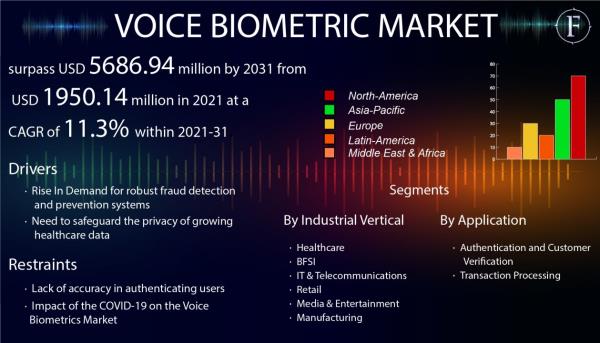 VOICE BIOMETRIC MARKET
F
surpass USD 5686.94 million by 2031 from
USD 1950.14 million in 2021 at a
CAGR of 11.3% within 2021-31
North-America
Asia-Pacific
Europe
Latin-America
Middle East & Africa
80
70
60
50
40
30
20
10
0
Drivers
· Rise In Demand for robust fraud detection
and prevention systems
· Need to safeguard the privacy of growing
healthcare data
Restraints
· Lack of accuracy in authenticating users
· Impact of the COVID-19 on the Voice
Biometrics Market
Segments
By Industrial Vertical
· Healthcare
· BFSI
· IT & Telecommunications
· Retail
· Media & Entertainment
· Manufacturing
By Application
· Authentication and Customer
Verification
· Transaction Processing